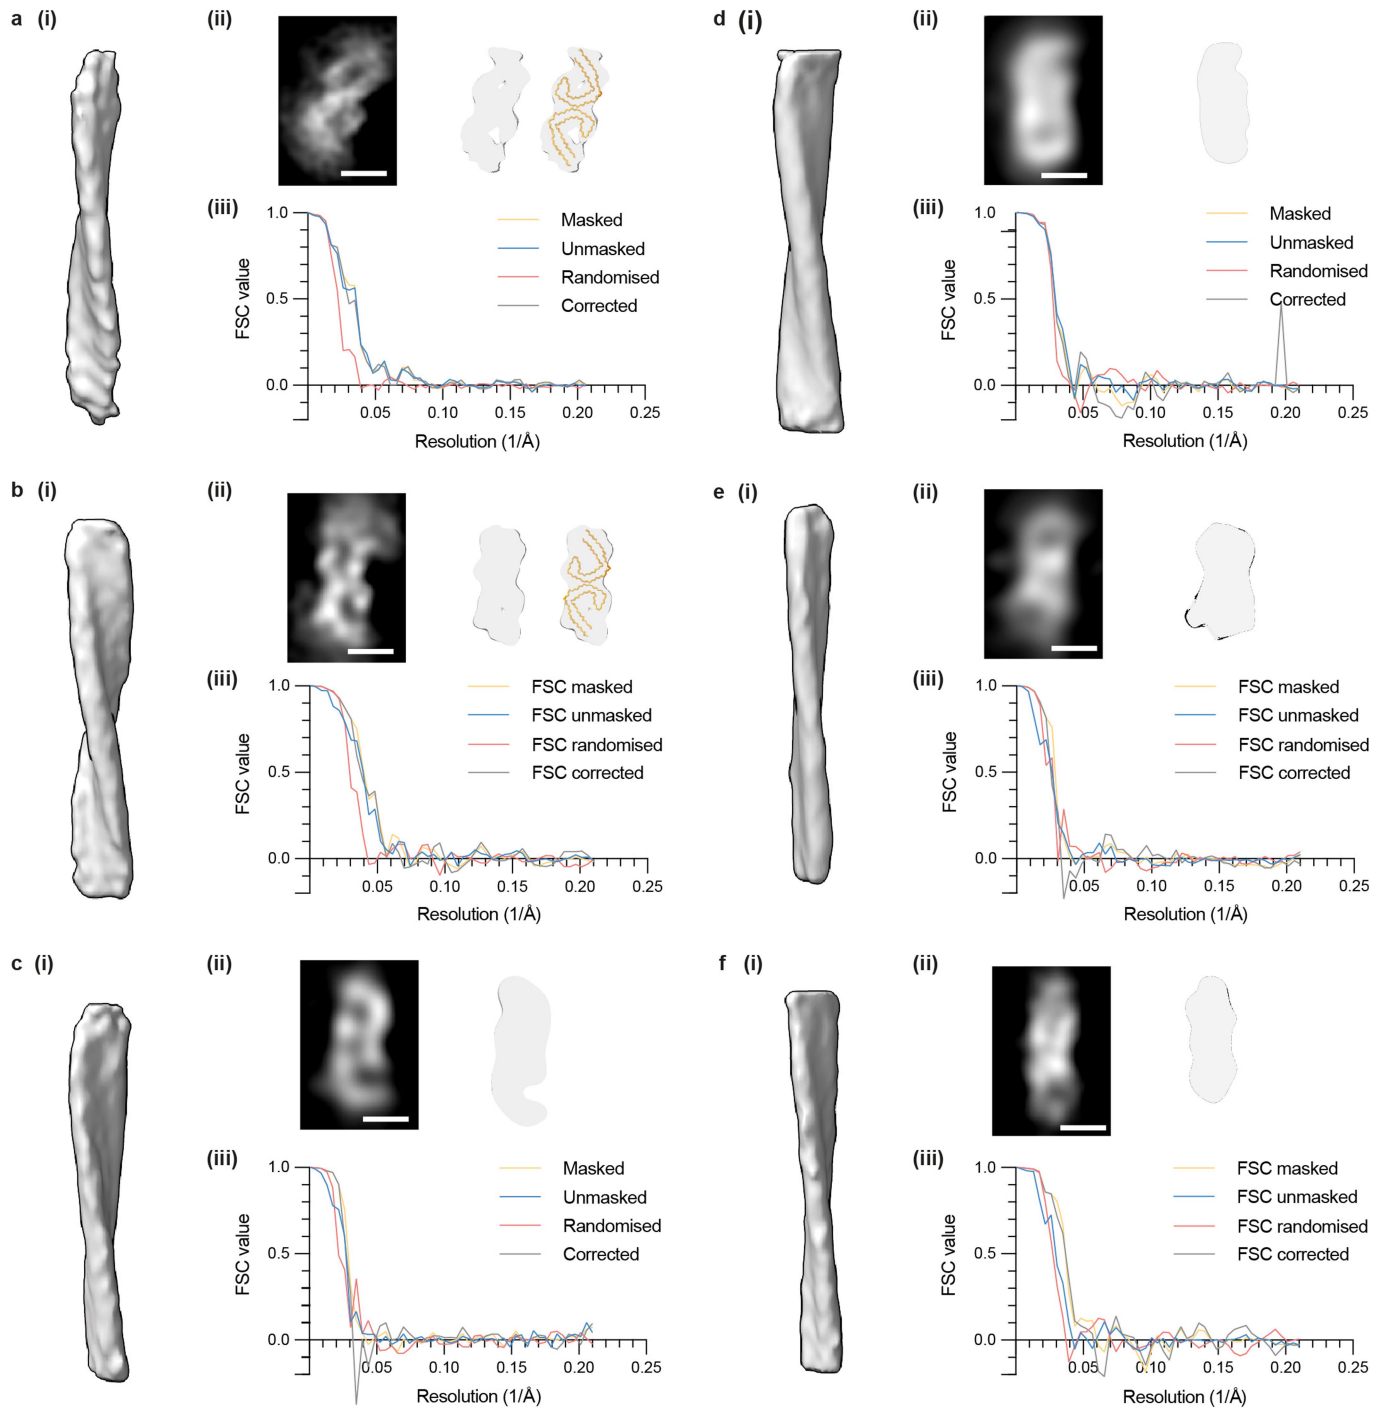 a (i)
(ii)
(iii)
1.0
0.5
0.0
FSC value
0.05
0.10
0.15
0.20
0.25
Resolution (1/Å)
Masked
Unmasked
Randomised
Corrected
d (i)
(ii)
(iii)
1.0
0.5
0.0
FSC value
0.05
0.10
0.15
0.20
0.25
Resolution (1/Å)
Masked
Unmasked
Randomised
Corrected
b (i)
(ii)
(iii)
1.0
0.5
0.0
FSC value
0.05
0.10
0.15
0.20
0.25
Resolution (1/Å)
FSC masked
FSC unmasked
FSC randomised
FSC corrected
e (i)
(ii)
(iii)
1.0
0.5
0.0
FSC value
0.05
0.10
0.15
0.20
0.25
Resolution (1/Å)
FSC masked
FSC unmasked
FSC randomised
FSC corrected
c (i)
(ii)
(iii)
1.0
0.5
0.0
FSC value
0.05
0.10
0.15
0.20
0.25
Resolution (1/Å)
Masked
Unmasked
Randomised
Corrected
f (i)
(ii)
(iii)
1.0
0.5
0.0
FSC value
0.05
0.10
0.15
0.20
0.25
Resolution (1/Å)
FSC masked
FSC unmasked
FSC randomised
FSC corrected